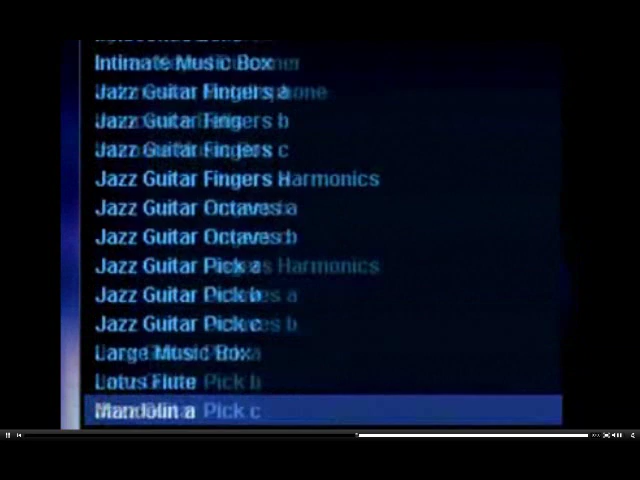 Intimate Music Box
Jazz Guitar Fingers a
Jazz Guitar Fingers b
Jazz Guitar Fingers c
Jazz Guitar Fingers Harmonics
Jazz Guitar Octaves a
Jazz Guitar Octaves b
Jazz Guitar Pick a
Jazz Guitar Pick b
Jazz Guitar Pick c
Large Music Box
Lotus Flute
Mandolin a